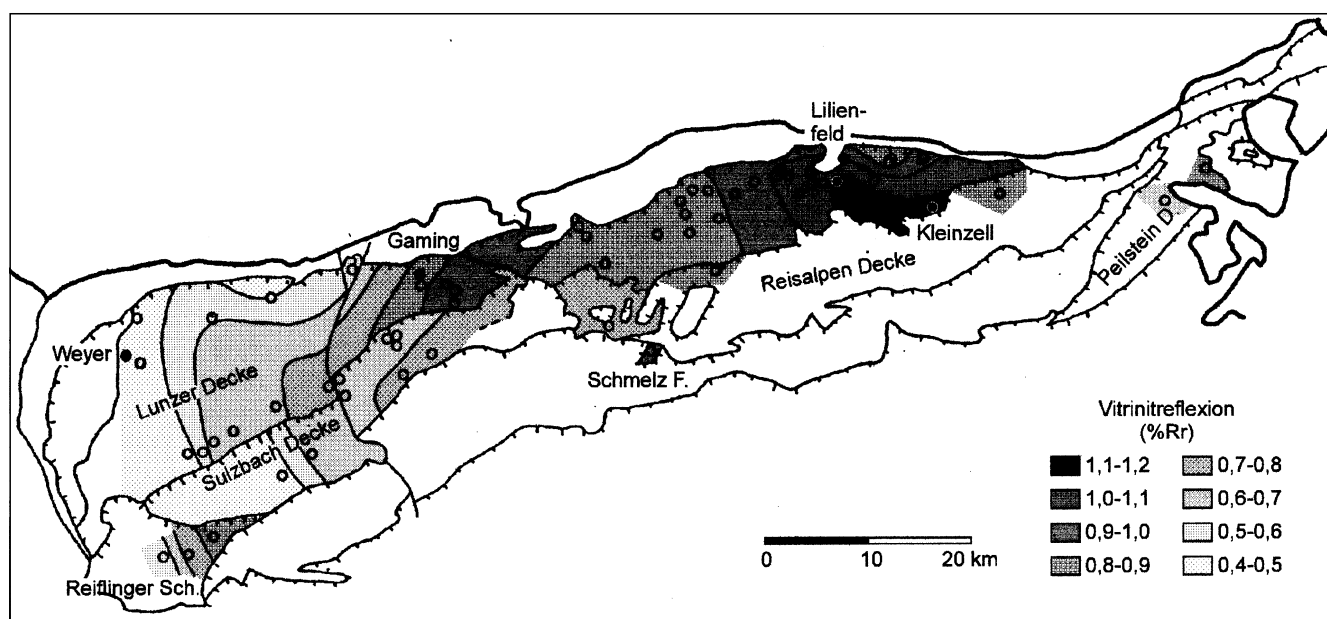 Lilien-
feld
Gaming
Kleinzell
Peilstein D.
Reisalpen Decke
Weyer
Lunzer Decke
Schmelz F.
Sulzbach Decke
Reiflinger Sch.
Vitrinitreflexion
(%Rr)
1,1-1,2
0,7-0,8
1,0-1,1
0,6-0,7
0,9-1,0
0,5-0,6
0,8-0,9
0,4-0,5
0
10
20 km